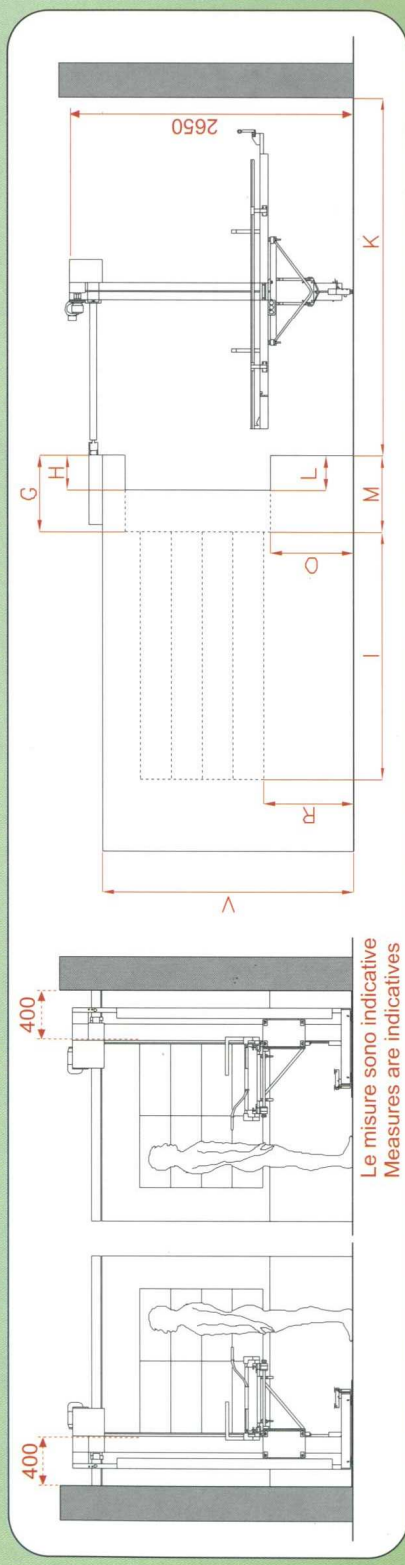 400
400
Le misure sono indicative
Measures are indicatives
V
G
H
2650
R
O
L
I
M
K